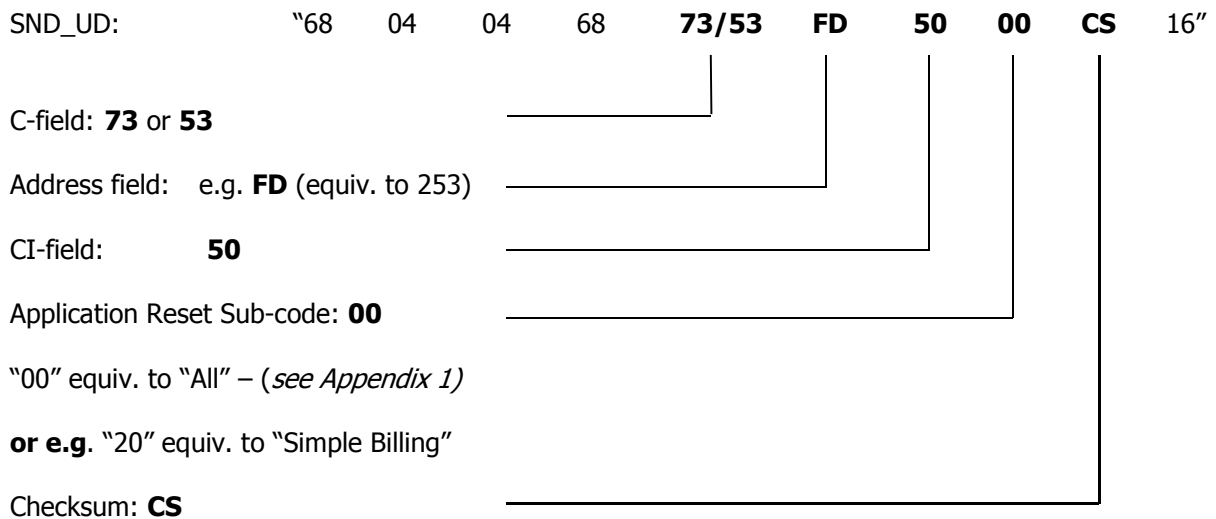 SND_UD: “68 04 04 68 73/53 FD 50 00 CS 16”
C-field: 73 or 53
Address field: e.g. FD (equiv. to 253)
CI-field: 50
Application Reset Sub-code: 00
“00” equiv. to “All” – (see Appendix 1)
or e.g. “20” equiv. to “Simple Billing”
Checksum: CS